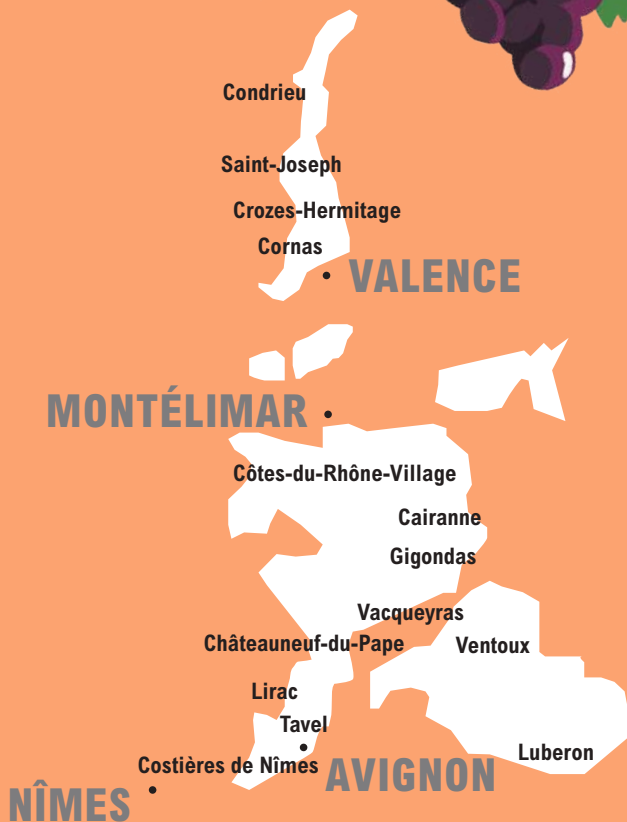 Condrieu
Saint-Joseph
Crozes-Hermitage
Cornas
VALENCE
MONTÉLIMAR
Côtes-du-Rhône-Village
Cairanne
Gigondas
Vacqueyras
Châteauneuf-du-Pape
Ventoux
Lirac
Tavel
Luberon
Costières de Nîmes
AVIGNON
NÎMES